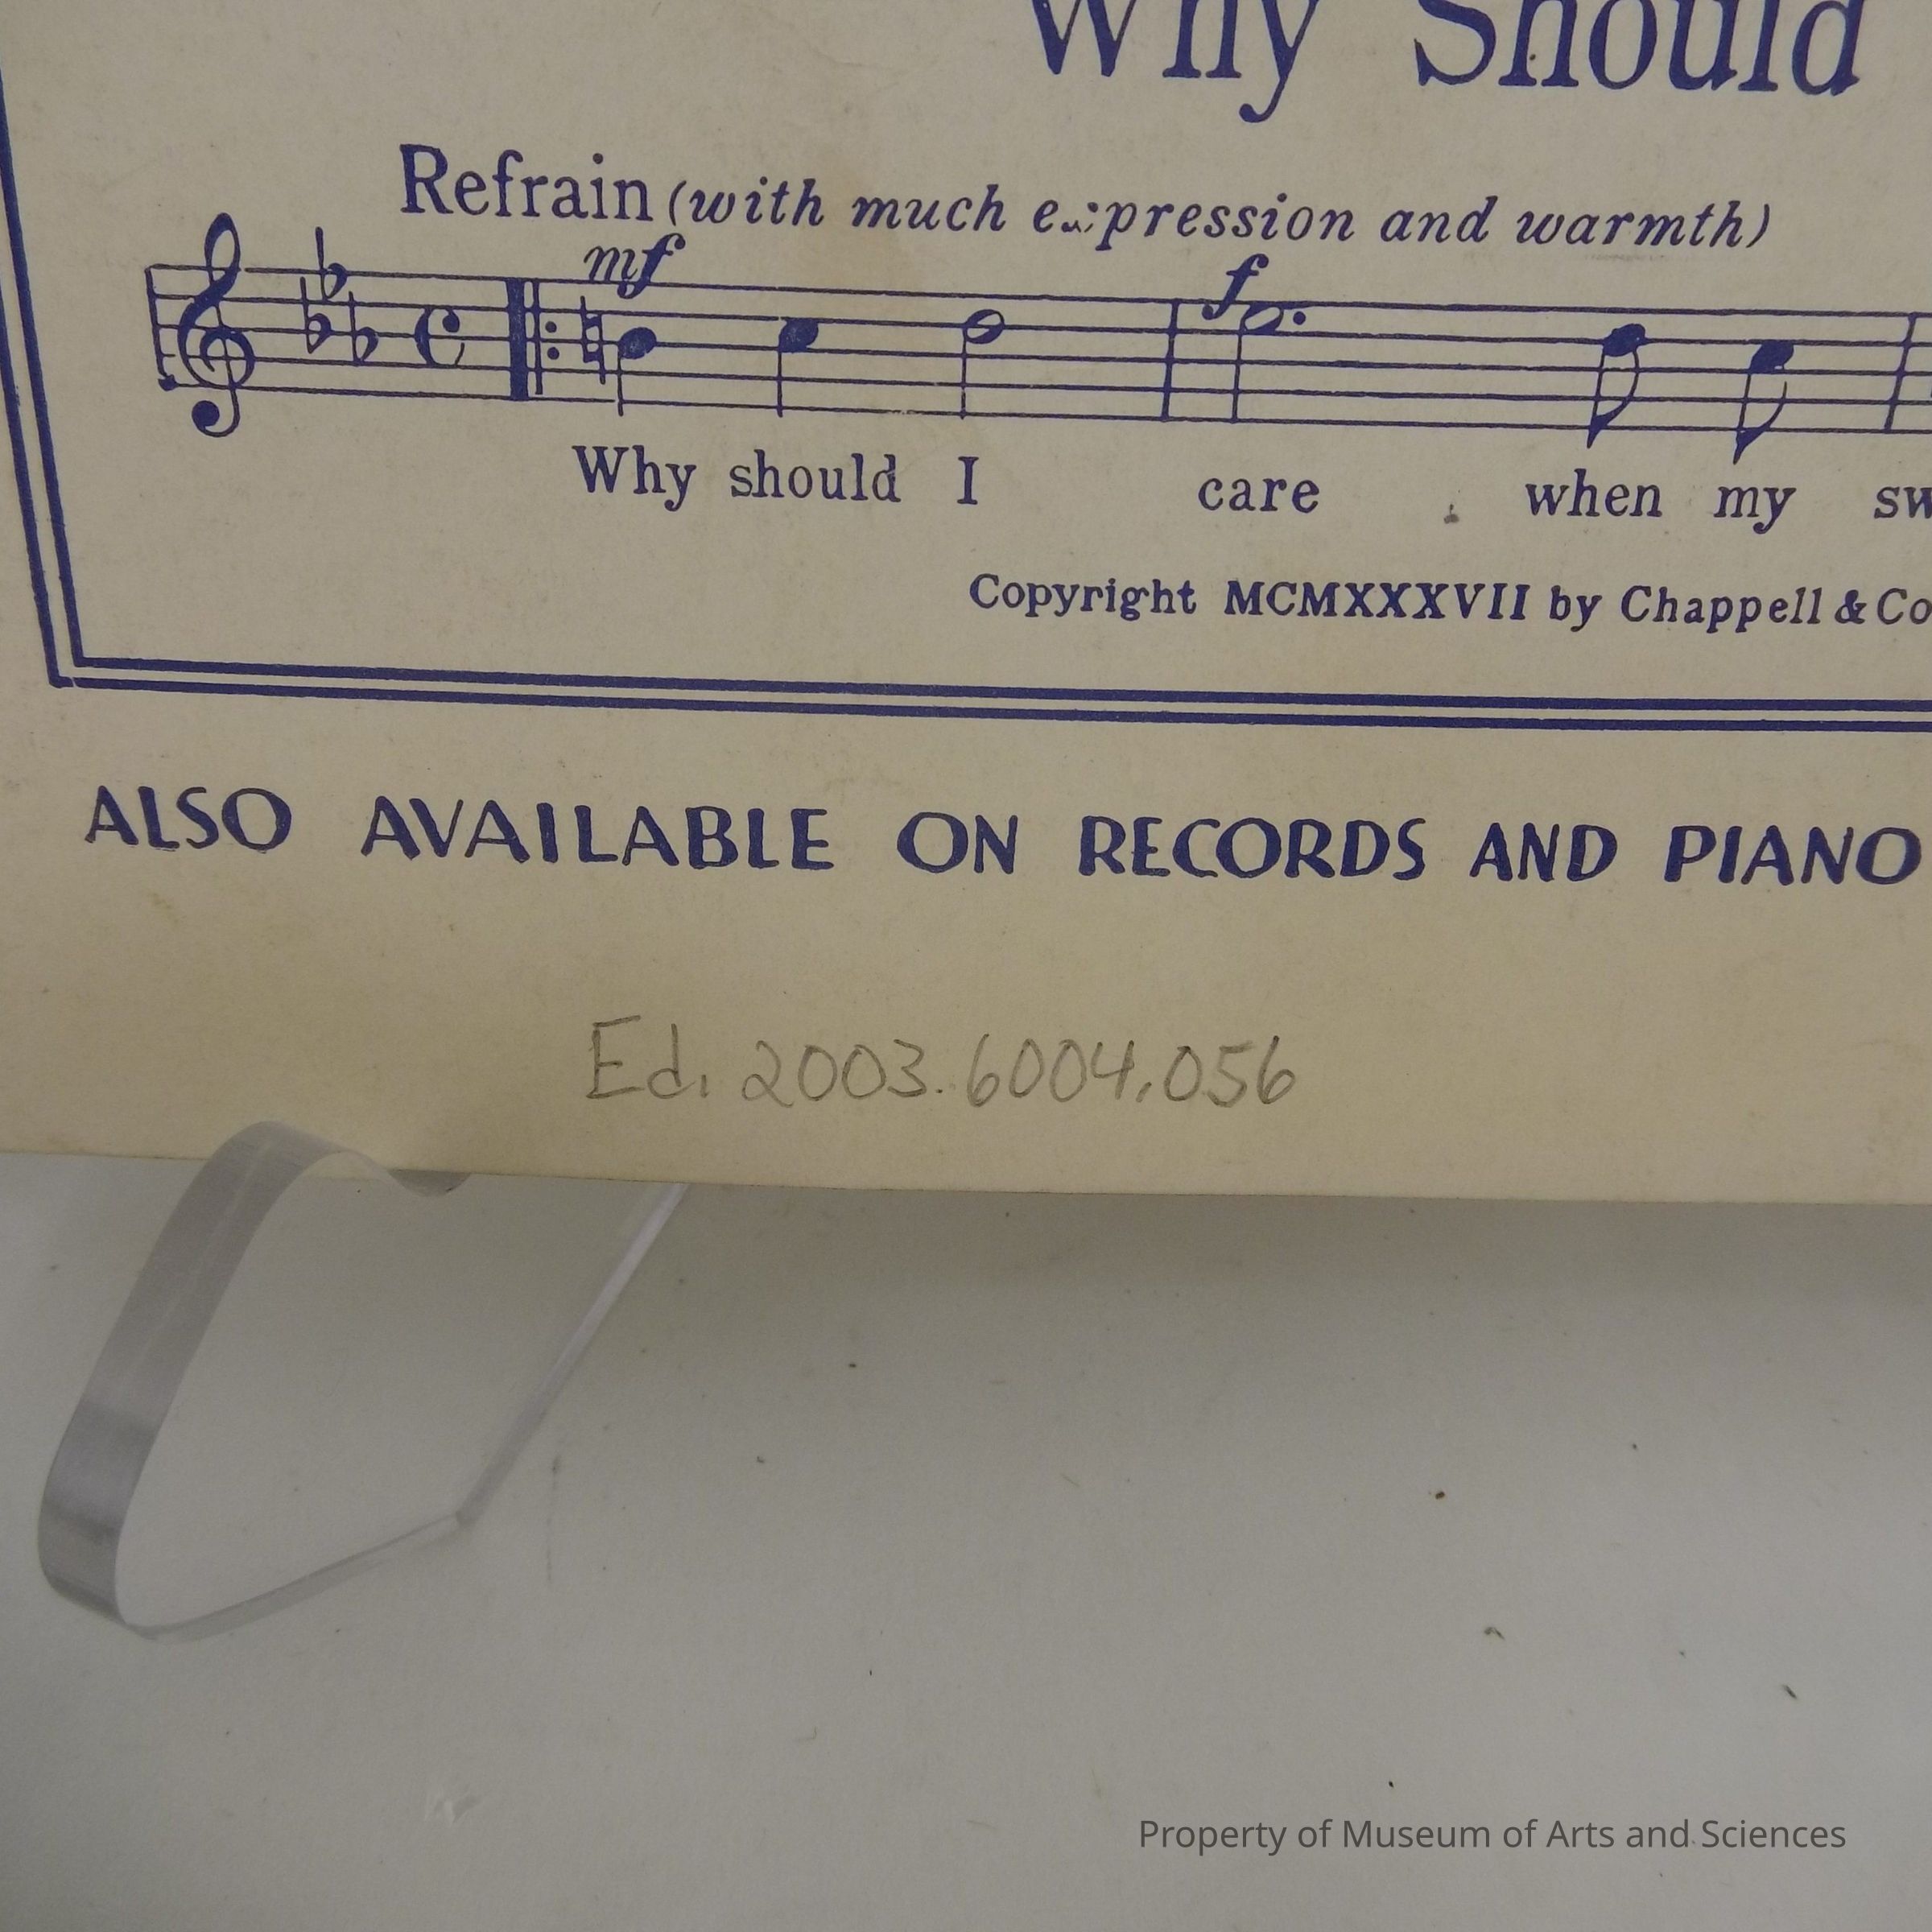 Why Should
Refrain (with much expression and warmth)
mf f
Why should I care when my
Copyright MCMXXXVII by Chappell & Co
ALSO AVAILABLE ON RECORDS AND PIANO
Ed. 2003.6004.056
Property of Museum of Arts and Sciences